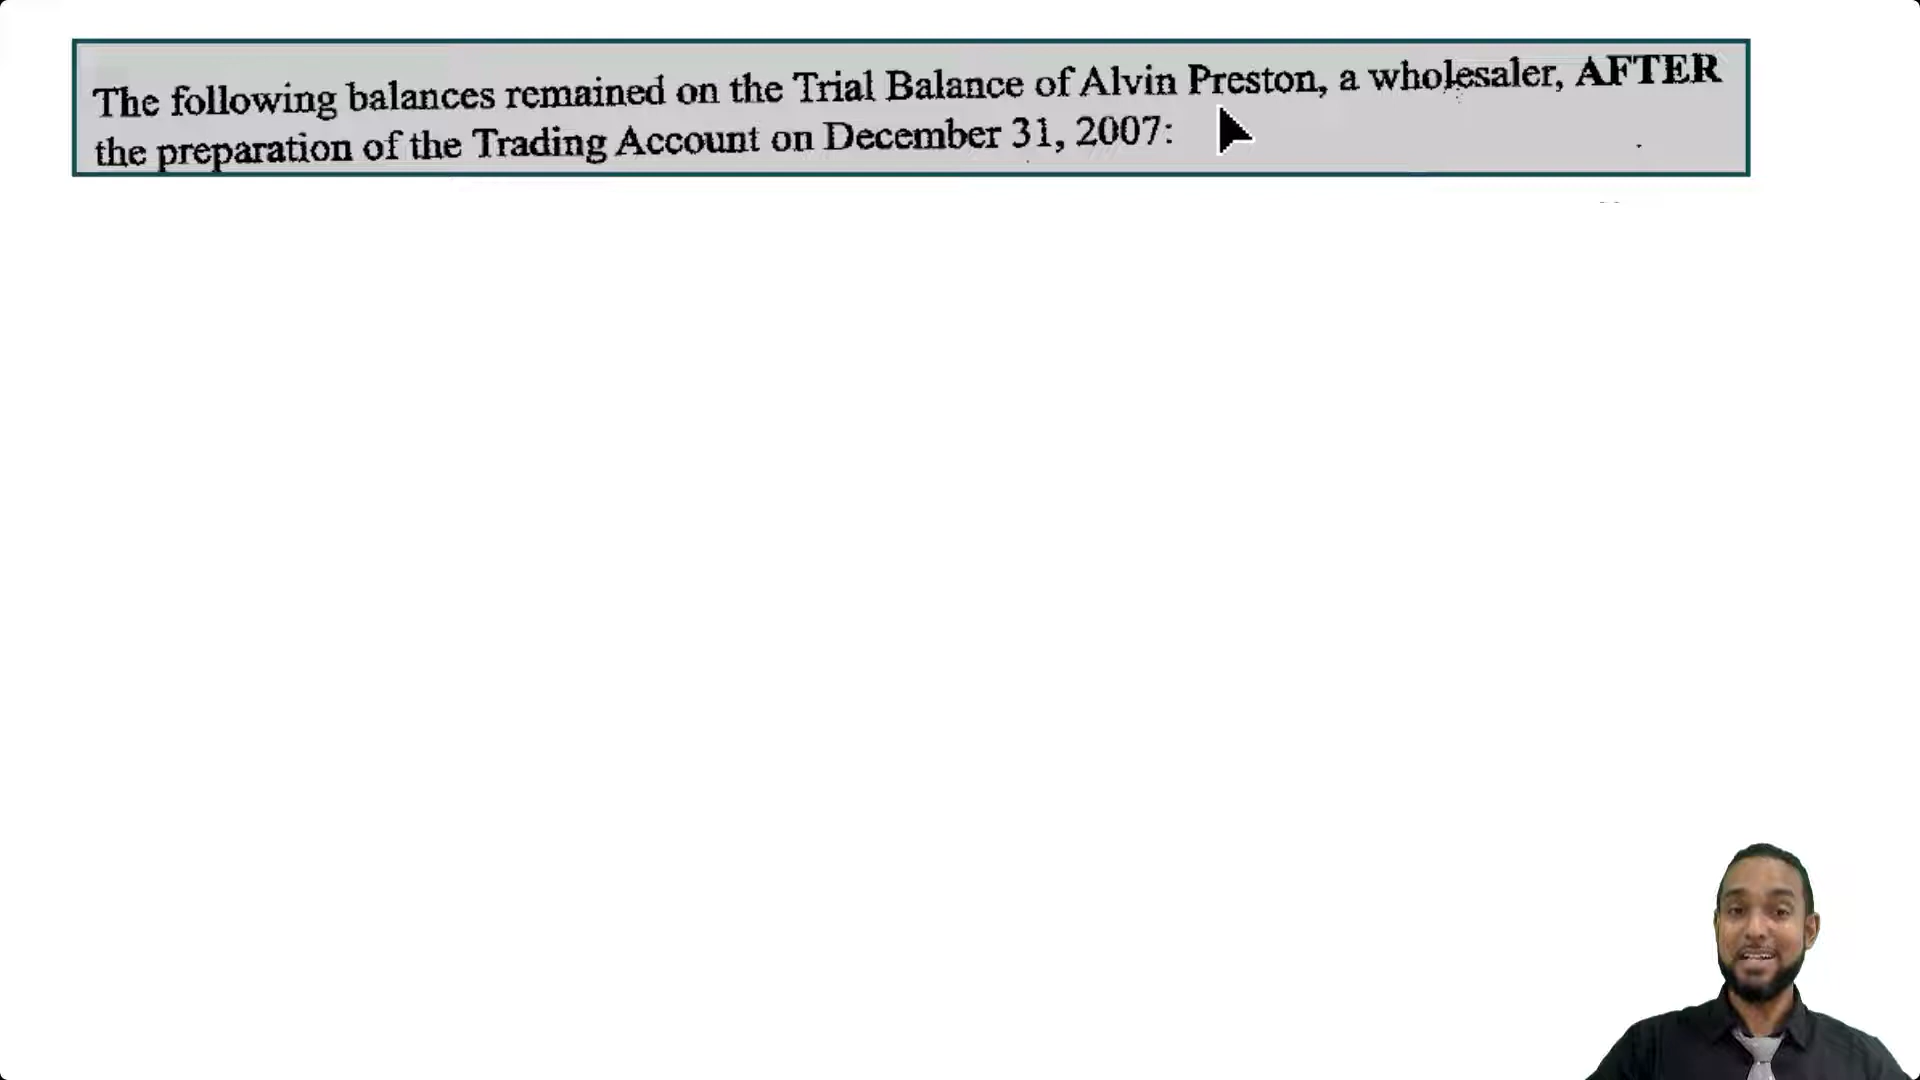 The following balances remained on the Trial Balance of Alvin Preston, a wholesaler, AFTER
the preparation of the Trading Account on December 31, 2007: